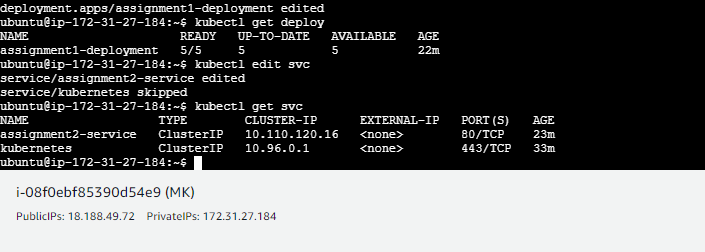 deployment.apps/assignment1-deployment edited
ubuntu@ip-172-31-27-184:~$ kubectl get deploy
NAME READY UP-TO-DATE AVAILABLE AGE
assignment1-deployment 5/5 5 5 22m
ubuntu@ip-172-31-27-184:~$ kubectl edit svc
service/assignment2-service edited
service/kubernetes skipped
ubuntu@ip-172-31-27-184:~$ kubectl get svc
NAME TYPE CLUSTER-IP EXTERNAL-IP PORT(S) AGE
assignment2-service ClusterIP 10.110.120.16 <none> 80/TCP 23m
kubernetes ClusterIP 10.96.0.1 <none> 443/TCP 33m
ubuntu@ip-172-31-27-184:~$
i-08f0ebf85390d54e9 (MK)
PublicIPs: 18.188.49.72 PrivateIPs: 172.31.27.184